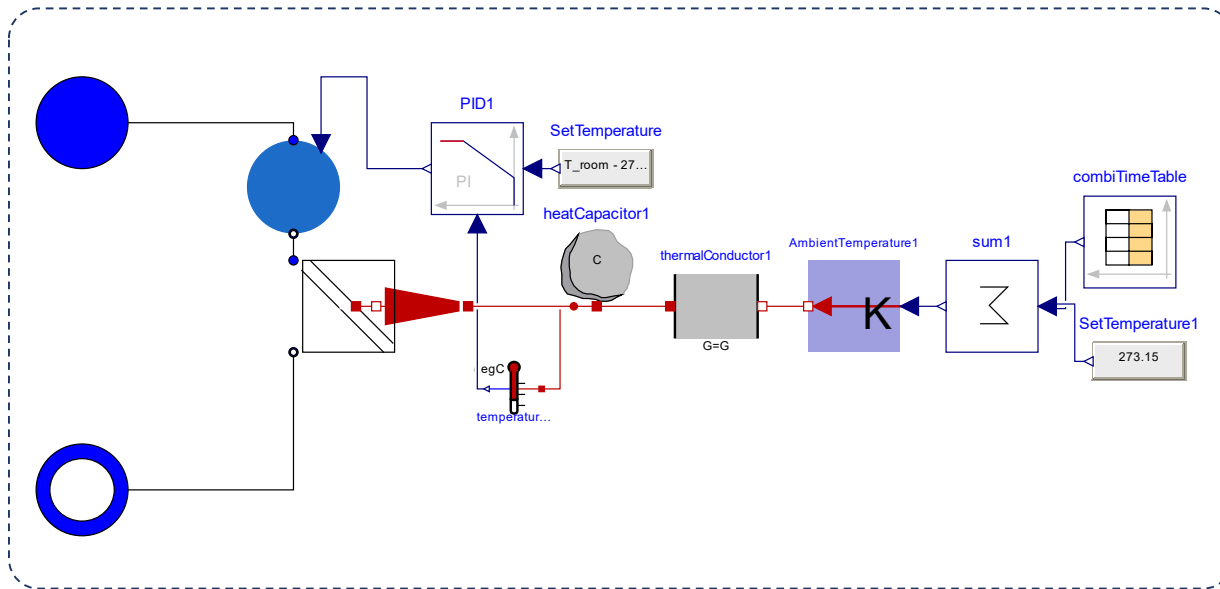 PID1
PI
SetTemperature
T_room - 27...
heatCapacitor1
C
thermalConductor1
G=G
AmbientTemperature1
K
sum1
Σ
combiTimeTable
SetTemperature1
273.15
egC
temperatur...